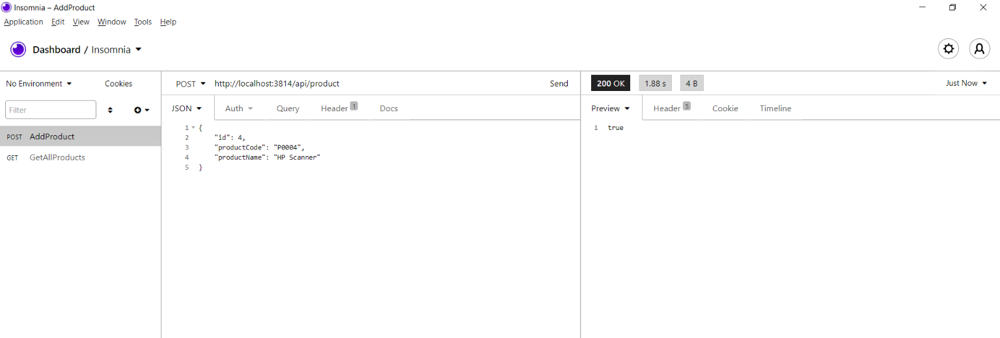 Insomnia – AddProduct
Application Edit View Window Tools Help
Dashboard / Insomnia
No Environment Cookies
POST http://localhost:3814/api/product Send
200 OK 1.88 s 4 B Just Now
Filter
JSON Auth Query Header 1 Docs
Preview Header 5 Cookie Timeline
POST AddProduct
GET GetAllProducts
1 {
2 "id": 4,
3 "productCode": "P0004",
4 "productName": "HP Scanner"
5 }
1 true